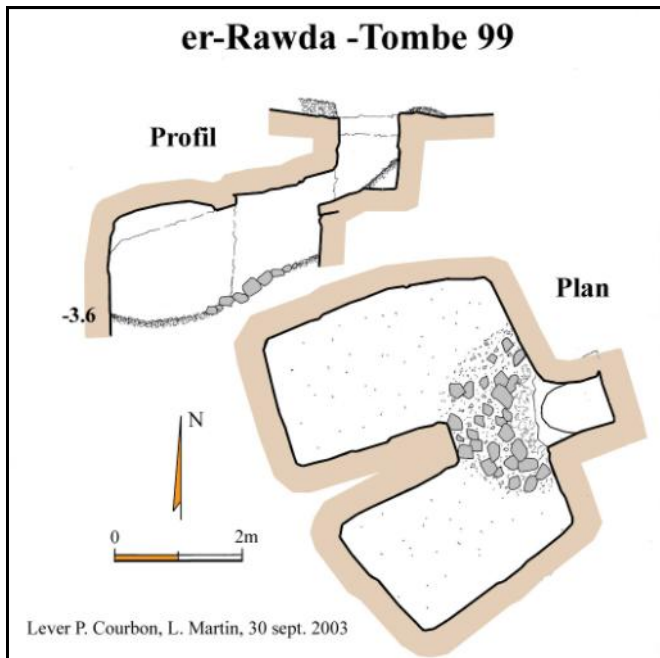 er-Rawda -Tombe 99
Profil
Plan
-3.6
N
0 2m
Lever P. Courbon, L. Martin, 30 sept. 2003